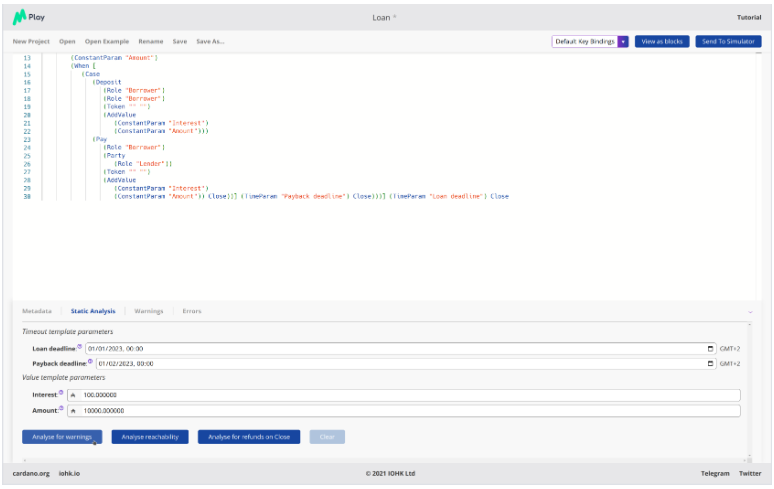 Play
Loan
Tutorial
New Project Open Open Example Rename Save Save As...
Default Key Bindings View as blocks Send To Simulator
13 (ConstantParam "Amount")
14 (When [
15 (Case
16 (Deposit
17 (Role "Borrower")
18 (Role "Borrower")
19 (Token "" "")
20 (AddValue
21 (ConstantParam "Interest")
22 (ConstantParam "Amount")))
23 (Pay
24 (Role "Borrower")
25 (Party
26 (Role "Lender"))
27 (Token "" "")
28 (AddValue
29 (ConstantParam "Interest")
30 (ConstantParam "Amount")) Close))] (TimeParam "Payback deadline") Close)))] (TimeParam "Loan deadline") Close
Metadata Static Analysis Warnings Errors
Timeout template parameters
Loan deadline: 01/01/2023, 00:00 GMT+2
Payback deadline: 01/02/2023, 00:00 GMT+2
Value template parameters
Interest: ₳ 100.000000
Amount: ₳ 10000.000000
Analyse for warnings Analyse reachability Analyse for refunds on Close Clear
cardano.org iohk.io © 2021 IOHK Ltd Telegram Twitter